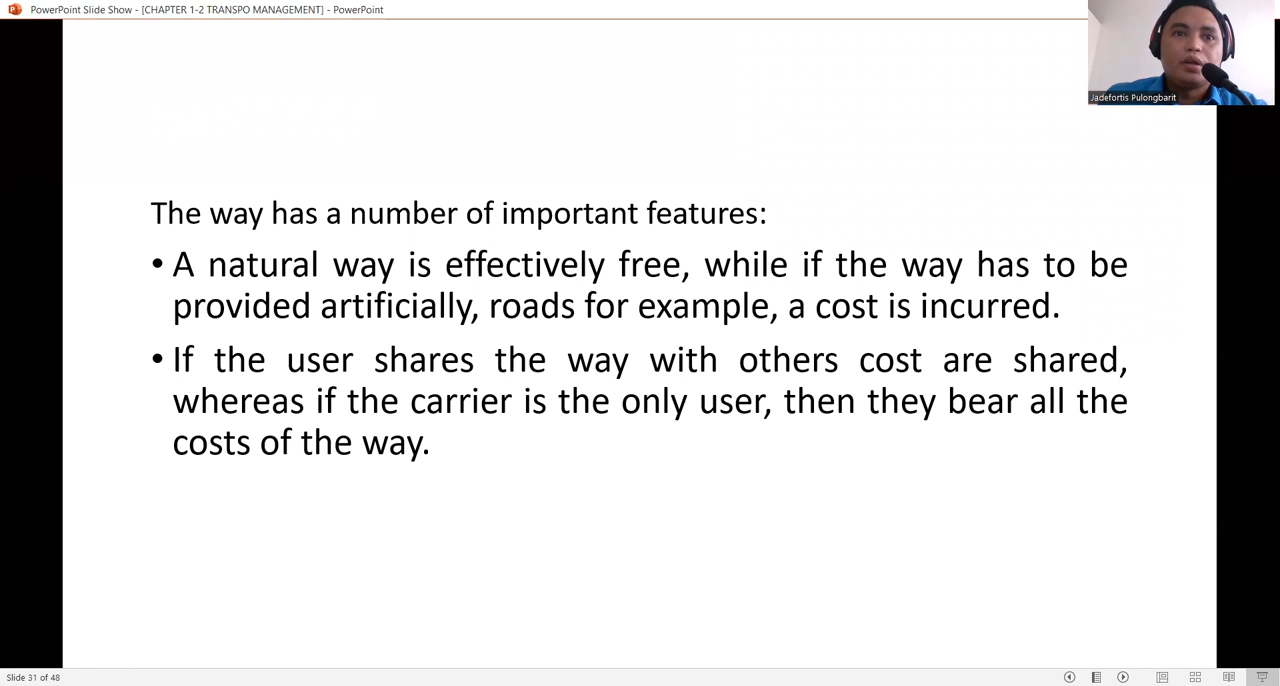 PowerPoint Slide Show - [CHAPTER 1-2 TRANSPO MANAGEMENT] - PowerPoint
Jadefortis Pulongbarit
The way has a number of important features:
• A natural way is effectively free, while if the way has to be
provided artificially, roads for example, a cost is incurred.
• If the user shares the way with others cost are shared,
whereas if the carrier is the only user, then they bear all the
costs of the way.
Slide 31 of 48